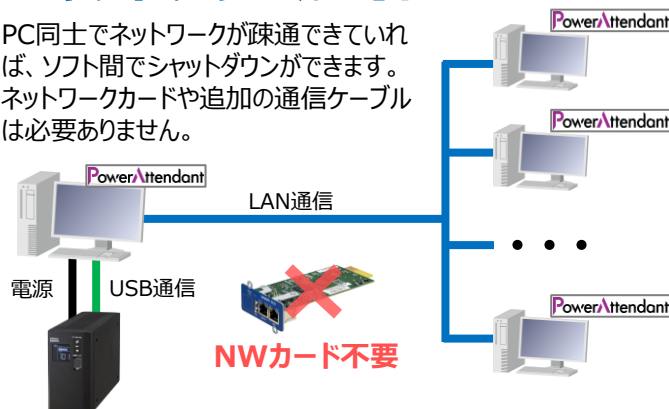 PC同士でネットワークが疎通できていれ
ば、ソフト間でシャットダウンができます。
ネットワークカードや追加の通信ケーブル
は必要ありません。
PowerAttendant
PowerAttendant
PowerAttendant
LAN通信
電源
USB通信
NWカード不要
PowerAttendant